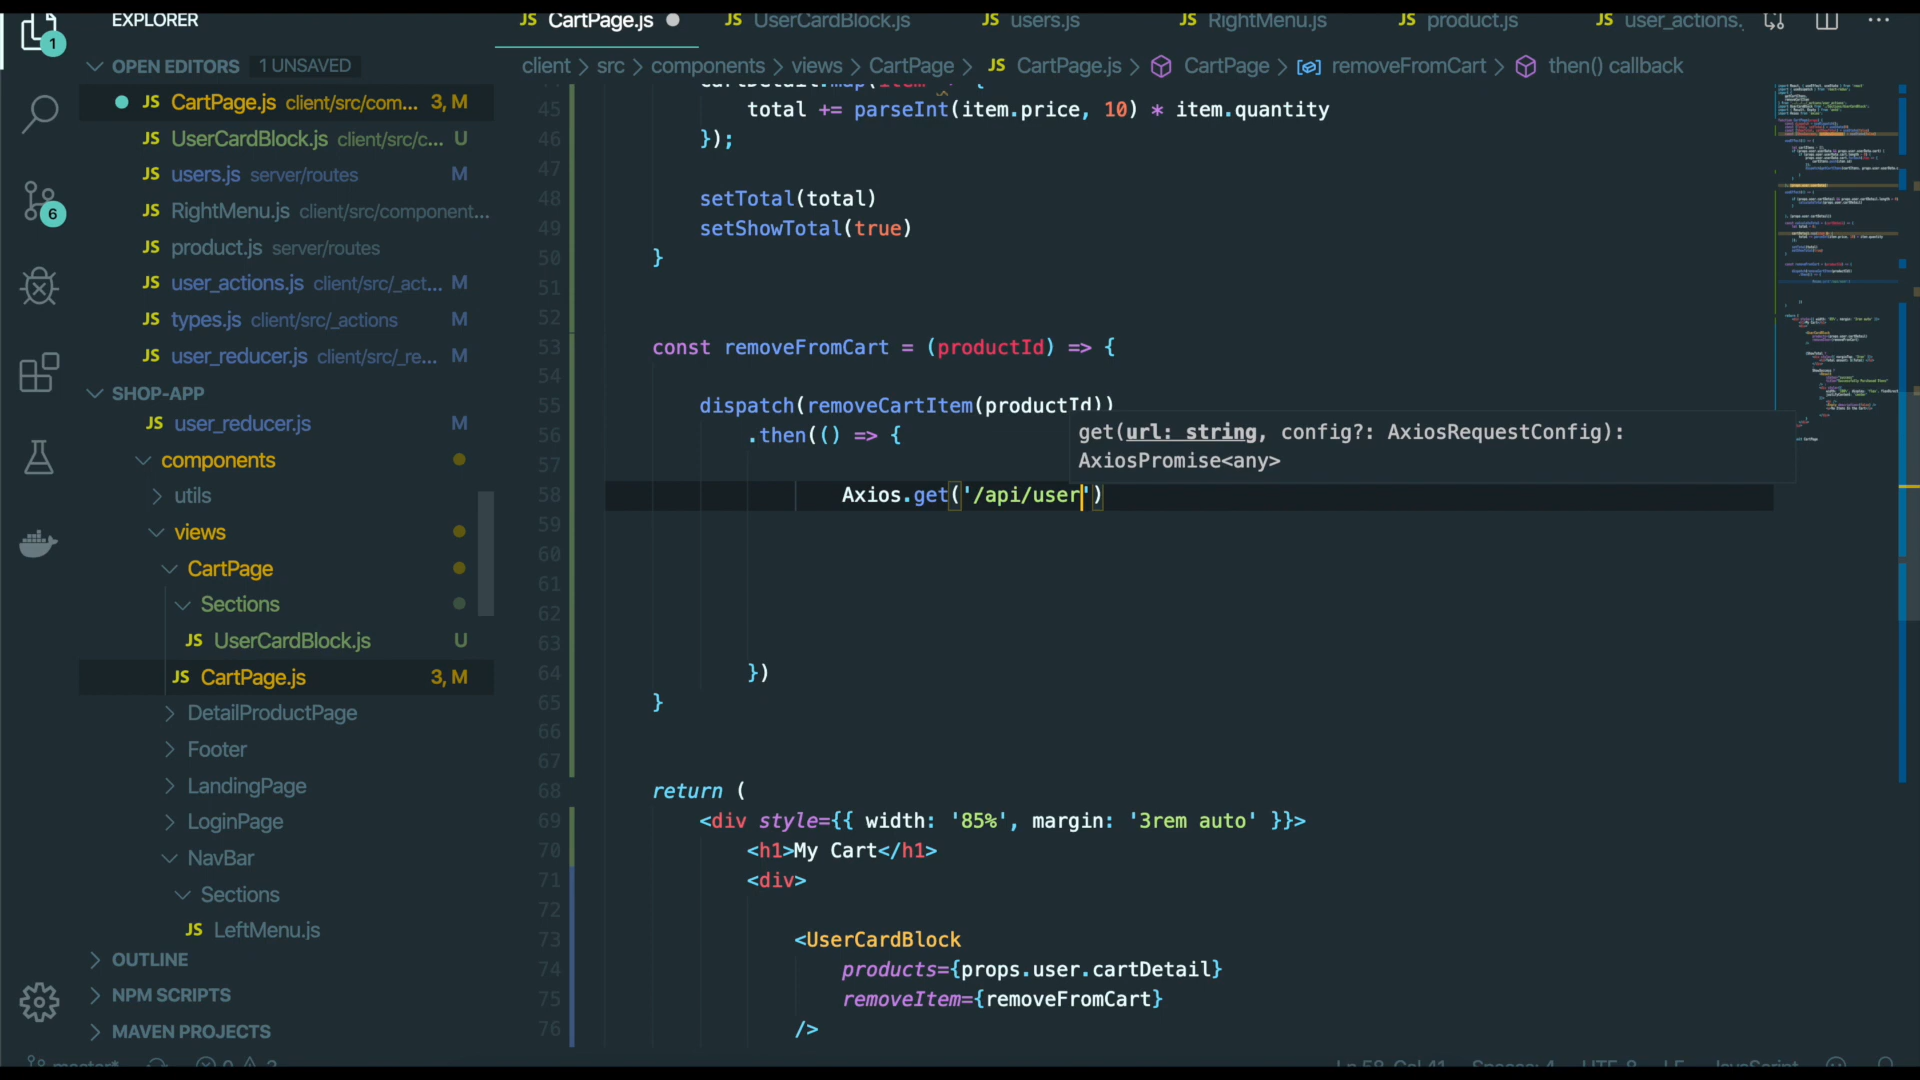 EXPLORER
JS CartPage.js
JS UserCardBlock.js
JS users.js
JS RightMenu.js
JS product.js
JS user_actions.
client > src > components > views > CartPage > JS CartPage.js > CartPage > removeFromCart > then() callback
1
6
OPEN EDITORS 1 UNSAVED
JS CartPage.js client/src/com... 3, M
JS UserCardBlock.js client/src/c... U
JS users.js server/routes M
JS RightMenu.js client/src/component...
JS product.js server/routes
JS user_actions.js client/src/_act... M
JS types.js client/src/_actions M
JS user_reducer.js client/src/_re... M
SHOP-APP
JS user_reducer.js M
components
utils
views
CartPage
Sections
JS UserCardBlock.js U
JS CartPage.js 3, M
DetailProductPage
Footer
LandingPage
LoginPage
NavBar
Sections
JS LeftMenu.js
OUTLINE
NPM SCRIPTS
MAVEN PROJECTS
45 total += parseInt(item.price, 10) * item.quantity
46 });
47
48 setTotal(total)
49 setShowTotal(true)
50 }
51
52
53 const removeFromCart = (productId) => {
54
55 dispatch(removeCartItem(productId))
56 .then(() => {
57
58 Axios.get('/api/user')
59
60
61
62
63
64 })
65 }
66
67
68 return (
69 <div style={{ width: '85%', margin: '3rem auto' }}>
70 <h1>My Cart</h1>
71 <div>
72
73 <UserCardBlock
74 products={props.user.cartDetail}
75 removeItem={removeFromCart}
76 />
get(url: string, config?: AxiosRequestConfig):
AxiosPromise<any>